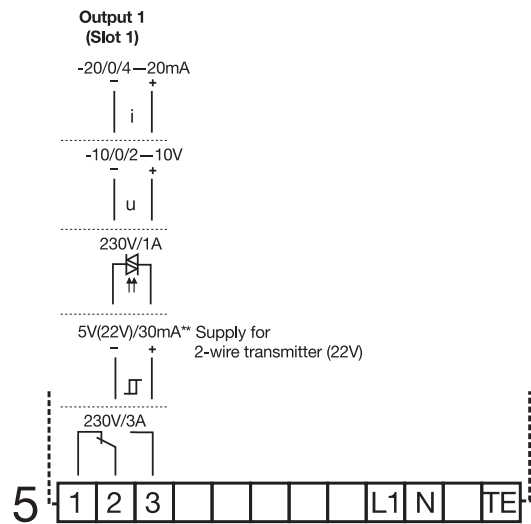 Output 1
(Slot 1)
-20/0/4—20mA
− +
i
-10/0/2—10V
− +
u
230V/1A
5V(22V)/30mA** Supply for
2-wire transmitter (22V)
− +
230V/3A
5 1 2 3 L1 N TE